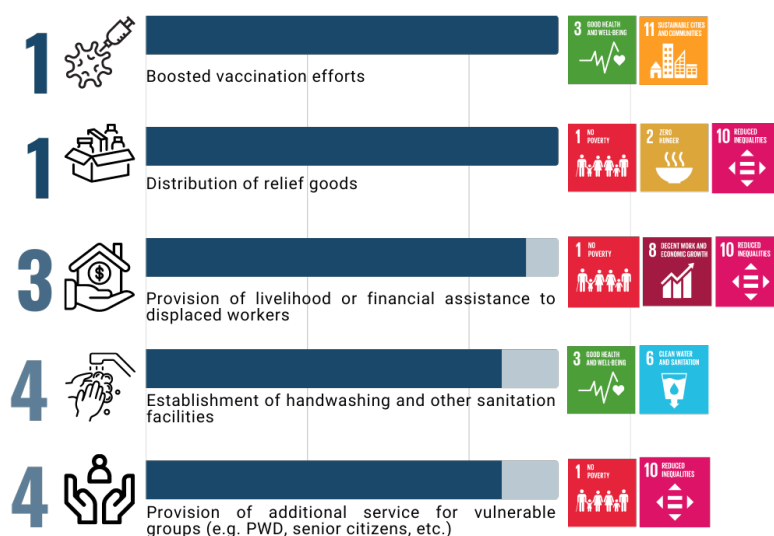 1
Boosted vaccination efforts
3 GOOD HEALTH
AND WELL-BEING
11 SUSTAINABLE CITIES
AND COMMUNITIES
1
Distribution of relief goods
1 NO
POVERTY
2 ZERO
HUNGER
10 REDUCED
INEQUALITIES
3
$
Provision of livelihood or financial assistance to
displaced workers
1 NO
POVERTY
8 DECENT WORK AND
ECONOMIC GROWTH
10 REDUCED
INEQUALITIES
4
Establishment of handwashing and other sanitation
facilities
3 GOOD HEALTH
AND WELL-BEING
6 CLEAN WATER
AND SANITATION
4
Provision of additional service for vulnerable
groups (e.g. PWD, senior citizens, etc.)
1 NO
POVERTY
10 REDUCED
INEQUALITIES